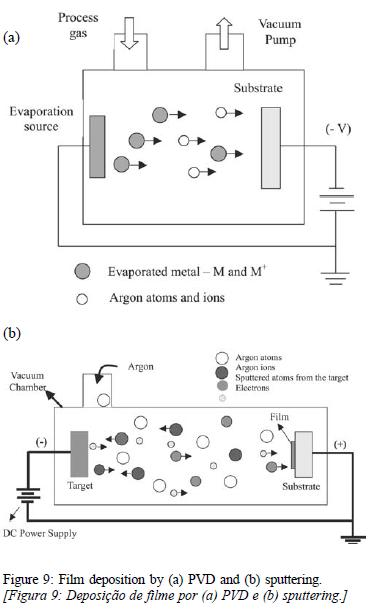 (a)
Process
gas
Vacuum
Pump
Evaporation
source
Substrate
(- V)
Evaporated metal – M and M+
Argon atoms and ions
(b)
Vacuum
Chamber
Argon
Argon atoms
Argon ions
Sputtered atoms from the target
Electrons
Film
(-)
(+)
Target
Substrate
DC Power Supply
Figure 9: Film deposition by (a) PVD and (b) sputtering.
[Figura 9: Deposição de filme por (a) PVD e (b) sputtering.]